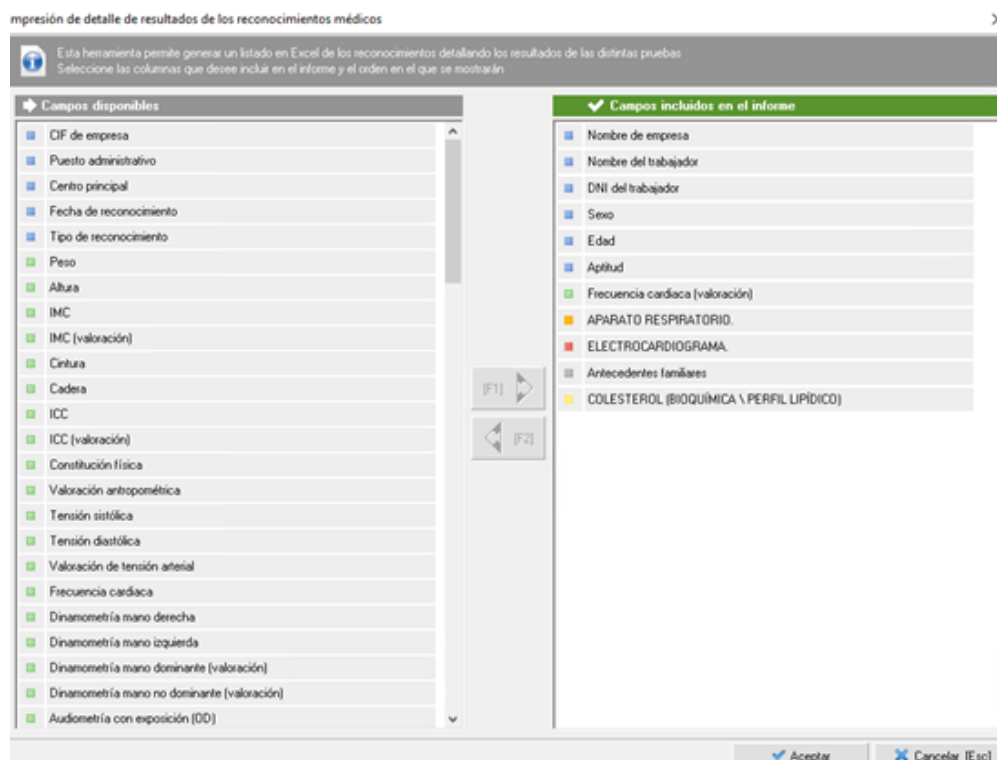 mpresión de detalle de resultados de los reconocimientos médicos
Esta herramienta permite generar un listado en Excel de los reconocimientos detallando los resultados de las distintas pruebas
Seleccione las columnas que desee incluir en el informe y el orden en el que se mostrarán
Campos disponibles
CIF de empresa
Puesto administrativo
Centro principal
Fecha de reconocimiento
Tipo de reconocimiento
Peso
Altura
IMC
IMC (valoración)
Cintura
Cadera
ICC
ICC (valoración)
Constitución física
Valoración antropométrica
Tensión sistólica
Tensión diastólica
Valoración de tensión arterial
Frecuencia cardiaca
Dinamometría mano derecha
Dinamometría mano izquierda
Dinamometría mano dominante (valoración)
Dinamometría mano no dominante (valoración)
Audiometría con exposición (OD)
[F1]
[F2]
Campos incluidos en el informe
Nombre de empresa
Nombre del trabajador
DNI del trabajador
Sexo
Edad
Aptitud
Frecuencia cardiaca (valoración)
APARATO RESPIRATORIO.
ELECTROCARDIOGRAMA.
Antecedentes familiares
COLESTEROL (BIOQUÍMICA \ PERFIL LIPÍDICO)
Aceptar
Cancelar [Esc]